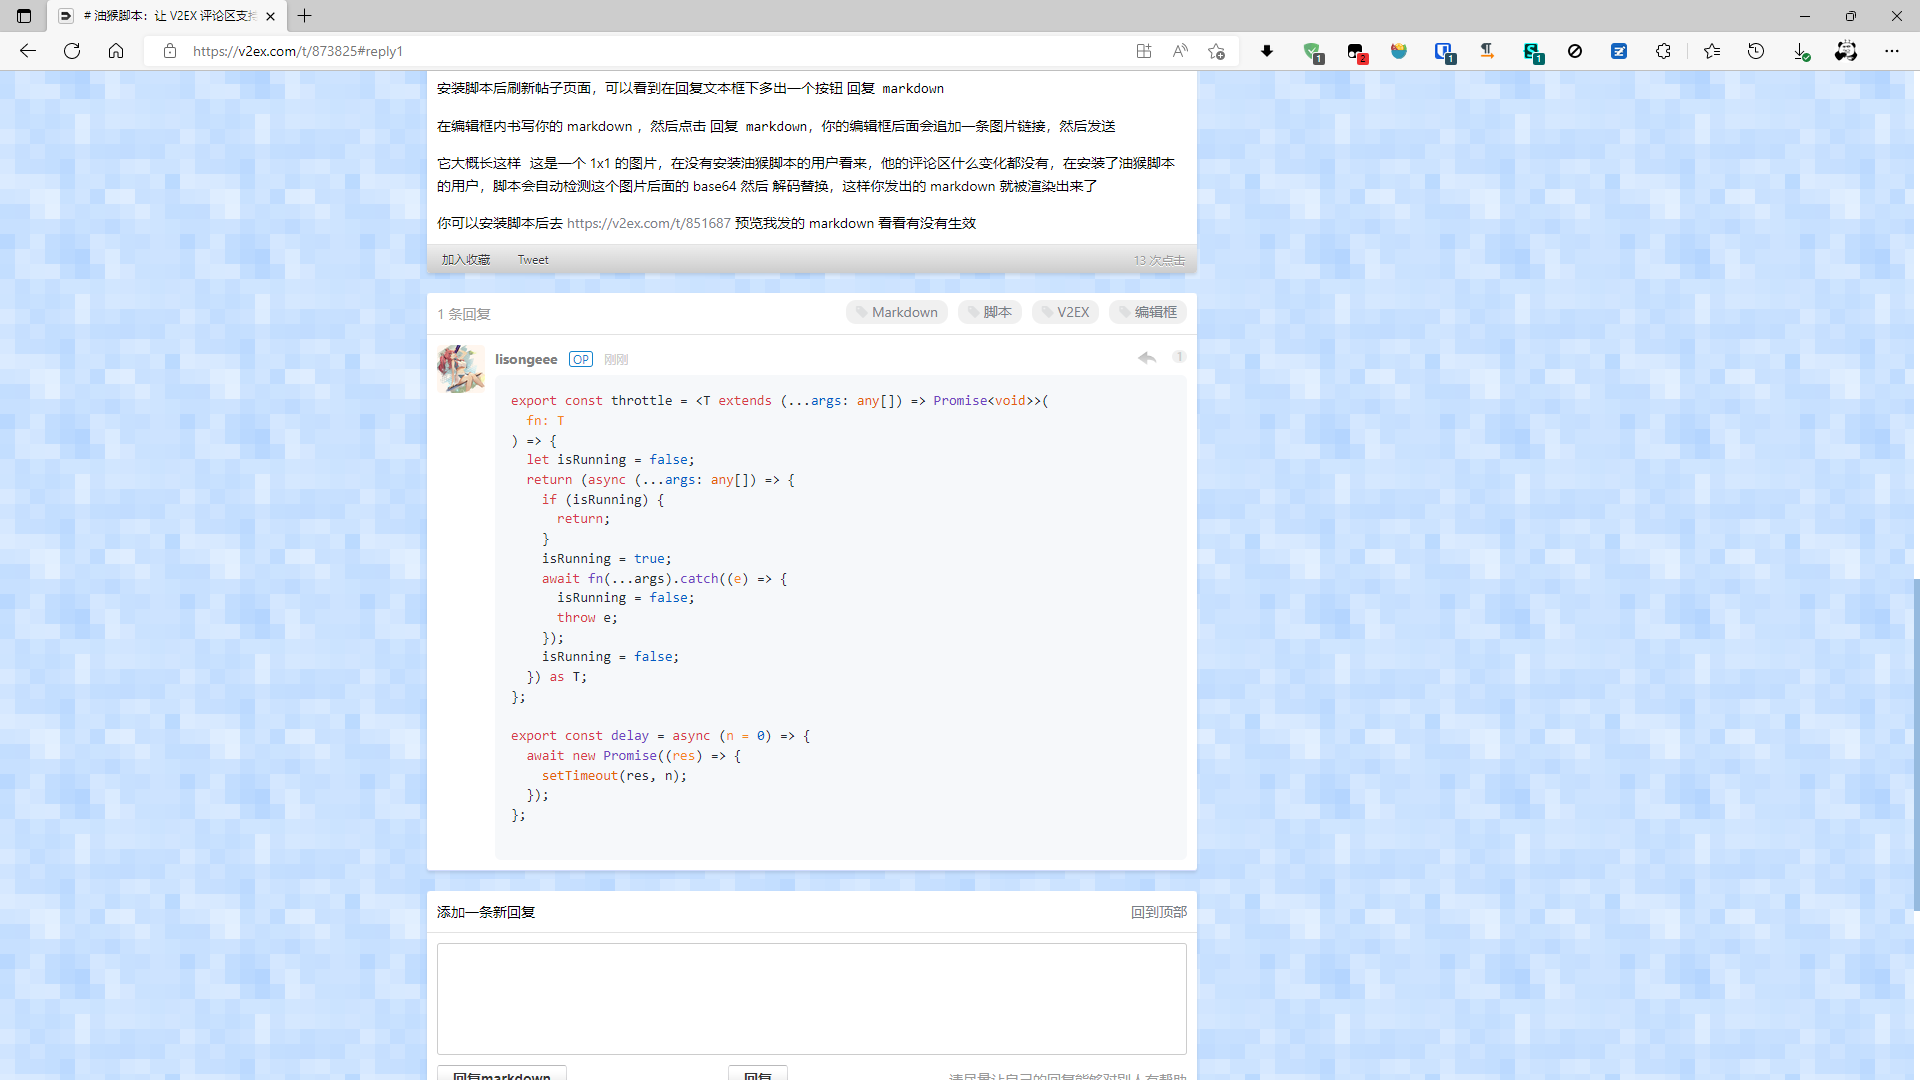 # 油猴脚本：让 V2EX 评论区支持
https://v2ex.com/t/873825#reply1
1
2
1
1
安装脚本后刷新帖子页面，可以看到在回复文本框下多出一个按钮 回复 markdown
在编辑框内书写你的 markdown ，然后点击 回复 markdown，你的编辑框后面会追加一条图片链接，然后发送
它大概长这样 这是一个 1x1 的图片，在没有安装油猴脚本的用户看来，他的评论区什么变化都没有，在安装了油猴脚本
的用户，脚本会自动检测这个图片后面的 base64 然后 解码替换，这样你发出的 markdown 就被渲染出来了
你可以安装脚本后去 https://v2ex.com/t/851687 预览我发的 markdown 看看有没有生效
加入收藏 Tweet 13 次点击
1 条回复 Markdown 脚本 V2EX 编辑框
lisongeee OP 刚刚 1
export const throttle = <T extends (...args: any[]) => Promise<void>>(
  fn: T
) => {
  let isRunning = false;
  return (async (...args: any[]) => {
    if (isRunning) {
      return;
    }
    isRunning = true;
    await fn(...args).catch((e) => {
      isRunning = false;
      throw e;
    });
    isRunning = false;
  }) as T;
};
export const delay = async (n = 0) => {
  await new Promise((res) => {
    setTimeout(res, n);
  });
};
添加一条新回复 回到顶部
回复markdown 回复 请尽量让自己的回复能够对别人有帮助